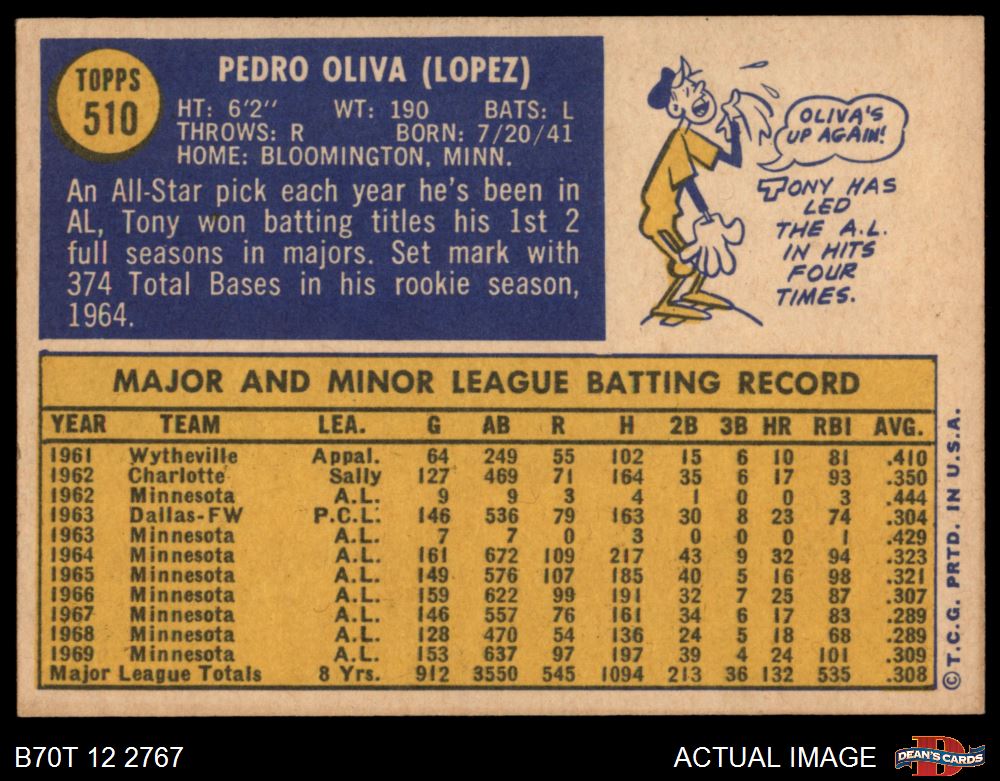 TOPPS
510
PEDRO OLIVA (LOPEZ)
HT: 6'2'' WT: 190 BATS: L
THROWS: R BORN: 7/20/41
HOME: BLOOMINGTON, MINN.
An All-Star pick each year he's been in
AL, Tony won batting titles his 1st 2
full seasons in majors. Set mark with
374 Total Bases in his rookie season,
1964.
OLIVA'S
UP AGAIN!
TONY HAS
LED
THE A.L.
IN HITS
FOUR
TIMES.
MAJOR AND MINOR LEAGUE BATTING RECORD
YEAR TEAM LEA. G AB R H 2B 3B HR RBI AVG.
1961 Wytheville Appal. 64 249 55 102 15 6 10 81 .410
1962 Charlotte Sally 127 469 71 164 35 6 17 93 .350
1962 Minnesota A.L. 9 9 3 4 1 0 0 3 .444
1963 Dallas-FW P.C.L. 146 536 79 163 30 8 23 74 .304
1963 Minnesota A.L. 7 7 0 3 0 0 0 1 .429
1964 Minnesota A.L. 161 672 109 217 43 9 32 94 .323
1965 Minnesota A.L. 149 576 107 185 40 5 16 98 .321
1966 Minnesota A.L. 159 622 99 191 32 7 25 87 .307
1967 Minnesota A.L. 146 557 76 161 34 6 17 83 .289
1968 Minnesota A.L. 128 470 54 136 24 5 18 68 .289
1969 Minnesota A.L. 153 637 97 197 39 4 24 101 .309
Major League Totals 8 Yrs. 912 3550 545 1094 213 36 132 535 .308
©T.C.G. PRTD. IN U.S.A.
B70T 12 2767
ACTUAL IMAGE
DEAN'S CARDS